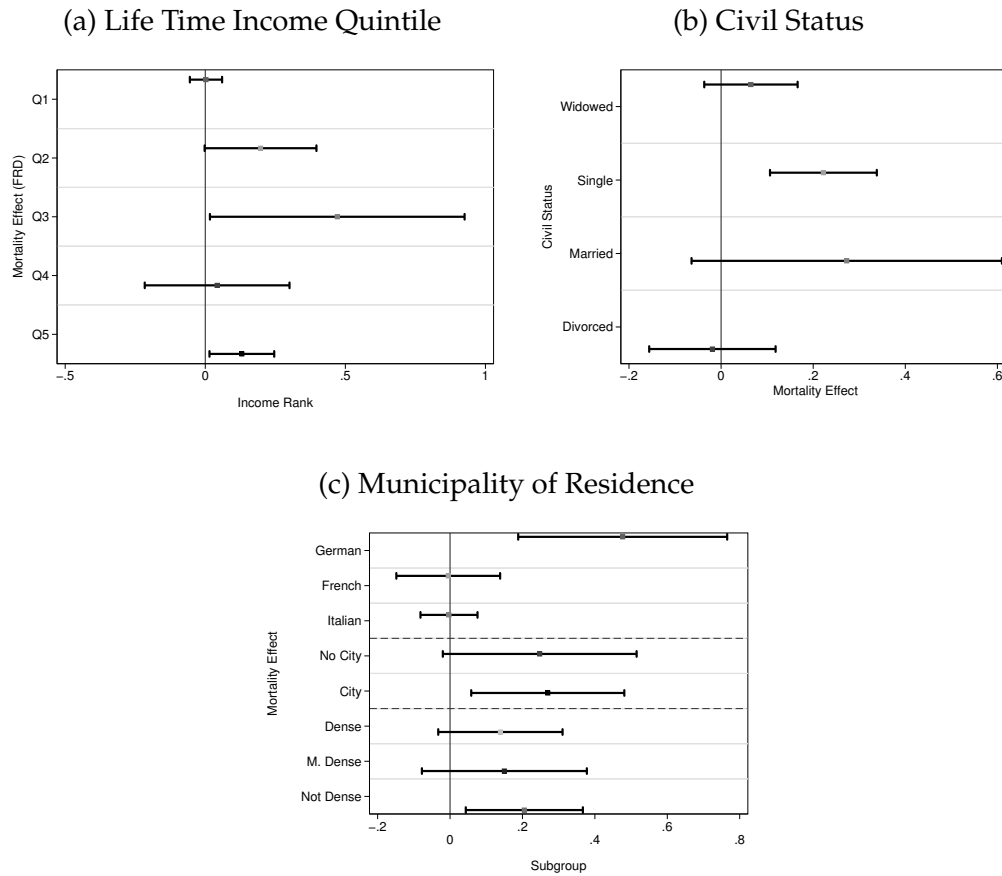 (a) Life Time Income Quintile
Mortality Effect (FRD)
Q1
Q2
Q3
Q4
Q5
−.5 0 .5 1
Income Rank
(b) Civil Status
Civil Status
Widowed
Single
Married
Divorced
−.2 0 .2 .4 .6
Mortality Effect
(c) Municipality of Residence
Mortality Effect
German
French
Italian
No City
City
Dense
M. Dense
Not Dense
−.2 0 .2 .4 .6 .8
Subgroup